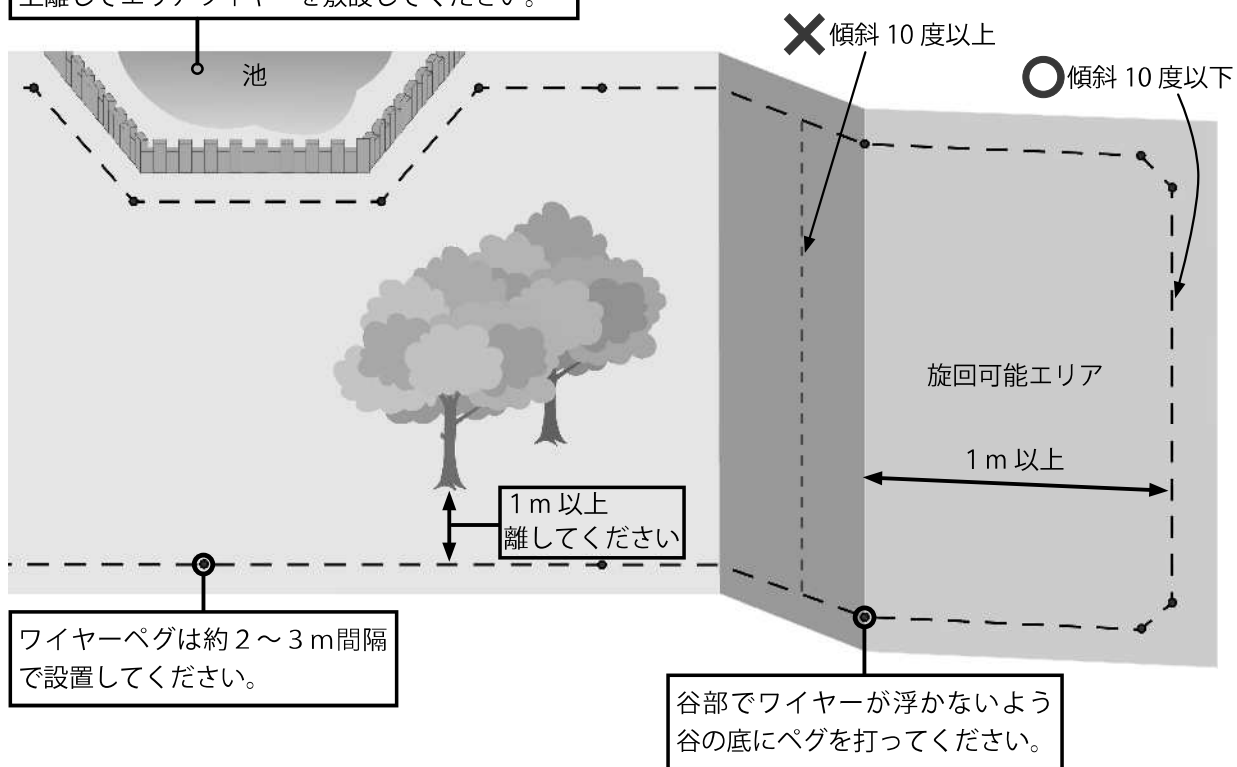 上離してエリアワイヤーを敷設してください。
池
傾斜 10 度以上
傾斜 10 度以下
旋回可能エリア
1 m 以上
1 m 以上
離してください
ワイヤーペグは約２～３ｍ間隔
で設置してください。
谷部でワイヤーが浮かないよう
谷の底にペグを打ってください。